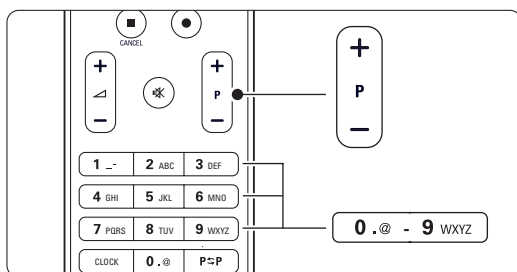 CANCEL
+ + +
P P
– – –
1 _- 2 ABC 3 DEF
4 GHI 5 JKL 6 MNO
7 PQRS 8 TUV 9 WXYZ
0 .@ - 9 WXYZ
CLOCK 0 .@ P⇆P